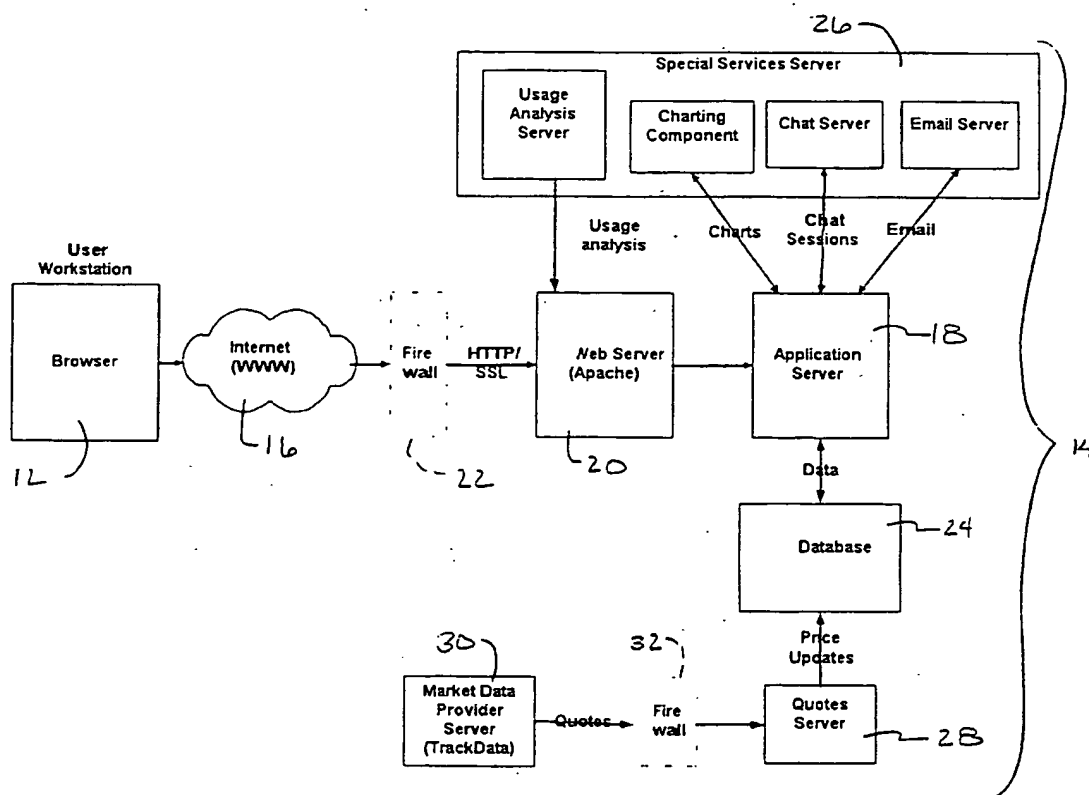 26
Special Services Server
Usage
Analysis
Server
Charting
Component
Chat Server
Email Server
Usage
analysis
Charts
Chat
Sessions
Email
User
Workstation
Browser
Internet
(WWW)
Fire
wall
HTTP/
SSL
Web Server
(Apache)
Application
Server
18
12
16
22
20
14
Data
Database
24
Price
Updates
30
32
Market Data
Provider
Server
(TrackData)
Quotes
Fire
wall
Quotes
Server
28